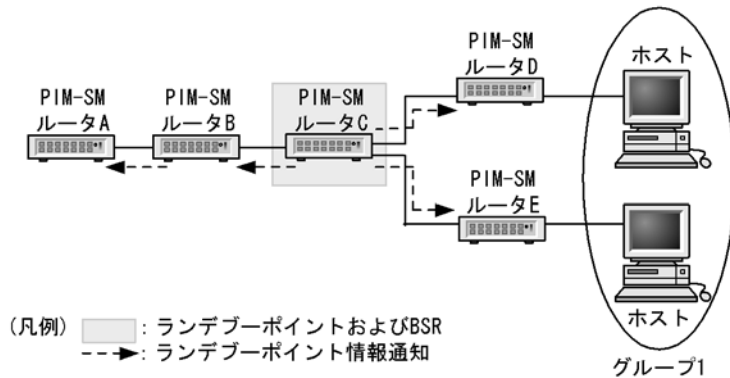 PIM-SM
ルータD
ホスト
PIM-SM
ルータA
PIM-SM
ルータB
PIM-SM
ルータC
PIM-SM
ルータE
ホスト
グループ1
(凡例) : ランデブーポイントおよびBSR
: ランデブーポイント情報通知